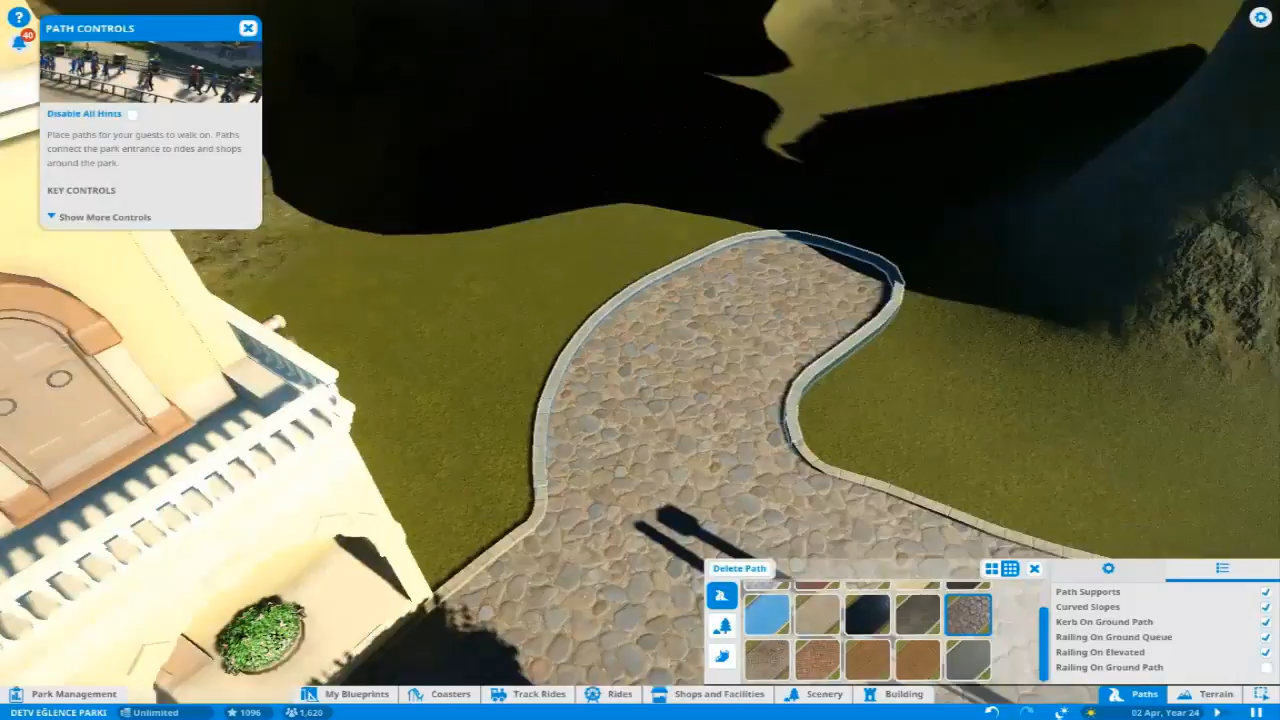 ?
40
PATH CONTROLS
Disable All Hints
Place paths for your guests to walk on. Paths
connect the park entrance to rides and shops
around the park.
KEY CONTROLS
Show More Controls
Delete Path
Path Supports
Curved Slopes
Kerb On Ground Path
Railing On Ground Queue
Railing On Elevated
Railing On Ground Path
Park Management
My Blueprints
Coasters
Track Rides
Rides
Shops and Facilities
Scenery
Building
Paths
Terrain
DETV EĞLENCE PARKI
Unlimited
1096
1,620
02 Apr, Year 24